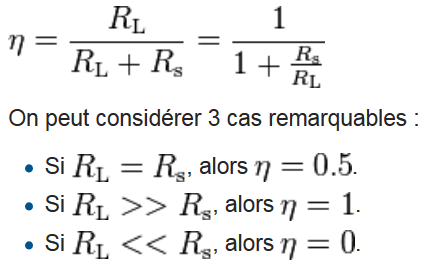 η = R_L / (R_L + R_s) = 1 / (1 + R_s / R_L)
On peut considérer 3 cas remarquables :
• Si R_L = R_s, alors η = 0.5.
• Si R_L >> R_s, alors η = 1.
• Si R_L << R_s, alors η = 0.